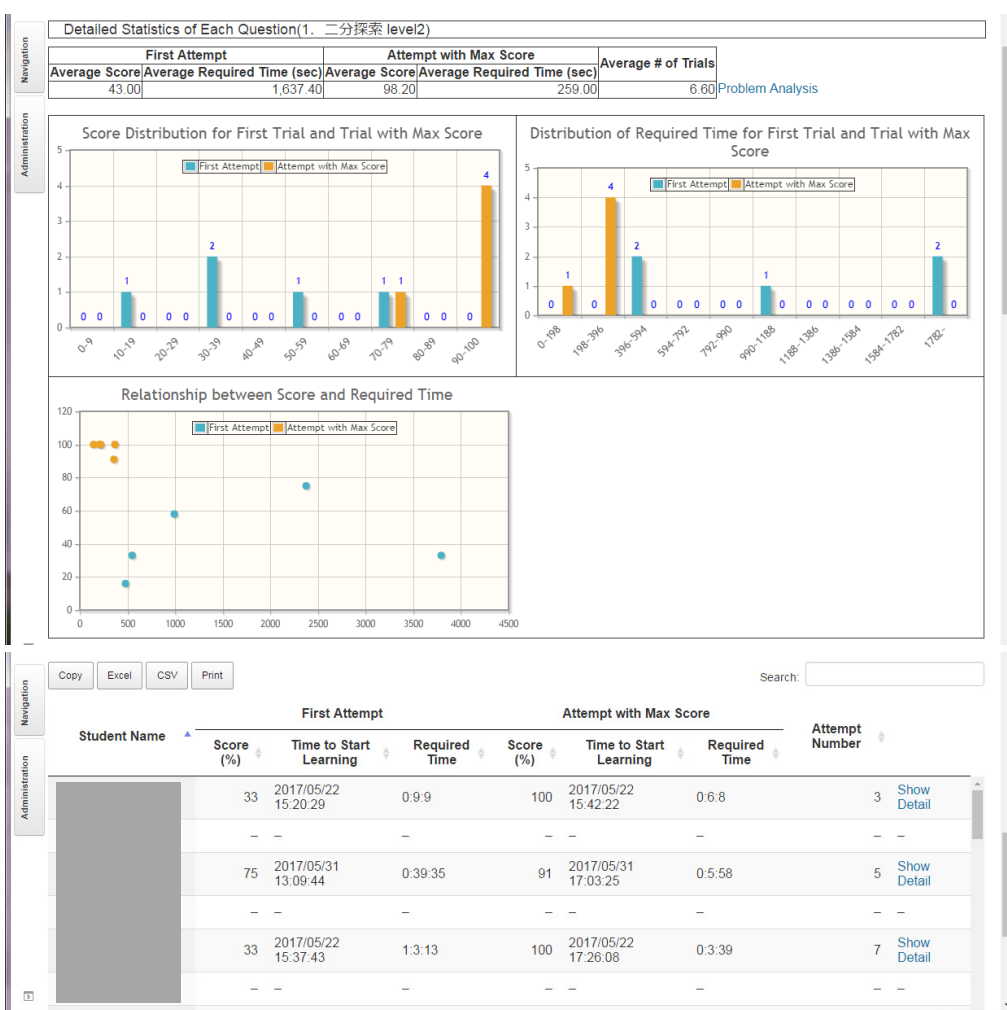 Navigation
Administration
Detailed Statistics of Each Question(1. 二分探索 level2)
First Attempt Attempt with Max Score Average # of Trials
Average Score Average Required Time (sec) Average Score Average Required Time (sec)
43.00 1,637.40 98.20 259.00 6.60 Problem Analysis
Score Distribution for First Trial and Trial with Max Score
First Attempt Attempt with Max Score
5
4
3
2
1
0
0 0 1 0 0 0 2 0 0 0 1 0 0 0 1 1 0 0 0 4
0-9 10-19 20-29 30-39 40-49 50-59 60-69 70-79 80-89 90-100
Distribution of Required Time for First Trial and Trial with Max
Score
First Attempt Attempt with Max Score
5
4
3
2
1
0
0 1 0 4 2 0 0 0 0 0 1 0 0 0 0 0 0 0 2 0
0-198 198-396 396-594 594-792 792-990 990-1188 1188-1386 1386-1584 1584-1782 1782-
Relationship between Score and Required Time
First Attempt Attempt with Max Score
120
100
80
60
40
20
0
0 500 1000 1500 2000 2500 3000 3500 4000 4500
Navigation
Administration
Copy Excel CSV Print Search:
First Attempt Attempt with Max Score
Student Name Score (%) Time to Start Learning Required Time Score (%) Time to Start Learning Required Time Attempt Number
33 2017/05/22 15:20:29 0:9:9 100 2017/05/22 15:42:22 0:6:8 3 Show Detail
– – – – – – – –
75 2017/05/31 13:09:44 0:39:35 91 2017/05/31 17:03:25 0:5:58 5 Show Detail
– – – – – – – –
33 2017/05/22 15:37:43 1:3:13 100 2017/05/22 17:26:08 0:3:39 7 Show Detail
– – – – – – – –